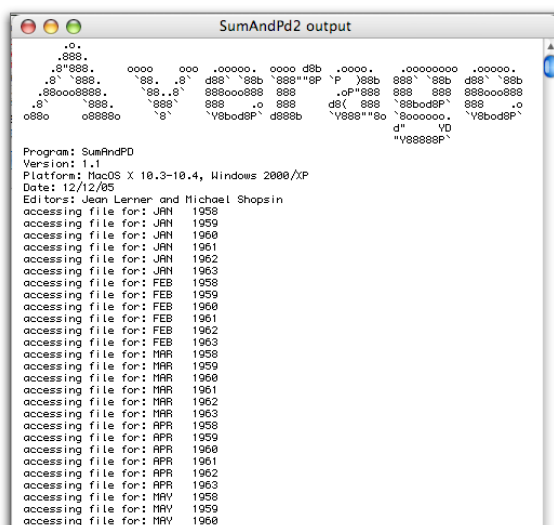 SumAndPd2 output
Average
Program: SumAndPD
Version: 1.1
Platform: MacOS X 10.3-10.4, Windows 2000/XP
Date: 12/12/05
Editors: Jean Lerner and Michael Shopsin
accessing file for: JAN 1958
accessing file for: JAN 1959
accessing file for: JAN 1960
accessing file for: JAN 1961
accessing file for: JAN 1962
accessing file for: JAN 1963
accessing file for: FEB 1958
accessing file for: FEB 1959
accessing file for: FEB 1960
accessing file for: FEB 1961
accessing file for: FEB 1962
accessing file for: FEB 1963
accessing file for: MAR 1958
accessing file for: MAR 1959
accessing file for: MAR 1960
accessing file for: MAR 1961
accessing file for: MAR 1962
accessing file for: MAR 1963
accessing file for: APR 1958
accessing file for: APR 1959
accessing file for: APR 1960
accessing file for: APR 1961
accessing file for: APR 1962
accessing file for: APR 1963
accessing file for: MAY 1958
accessing file for: MAY 1959
accessing file for: MAY 1960